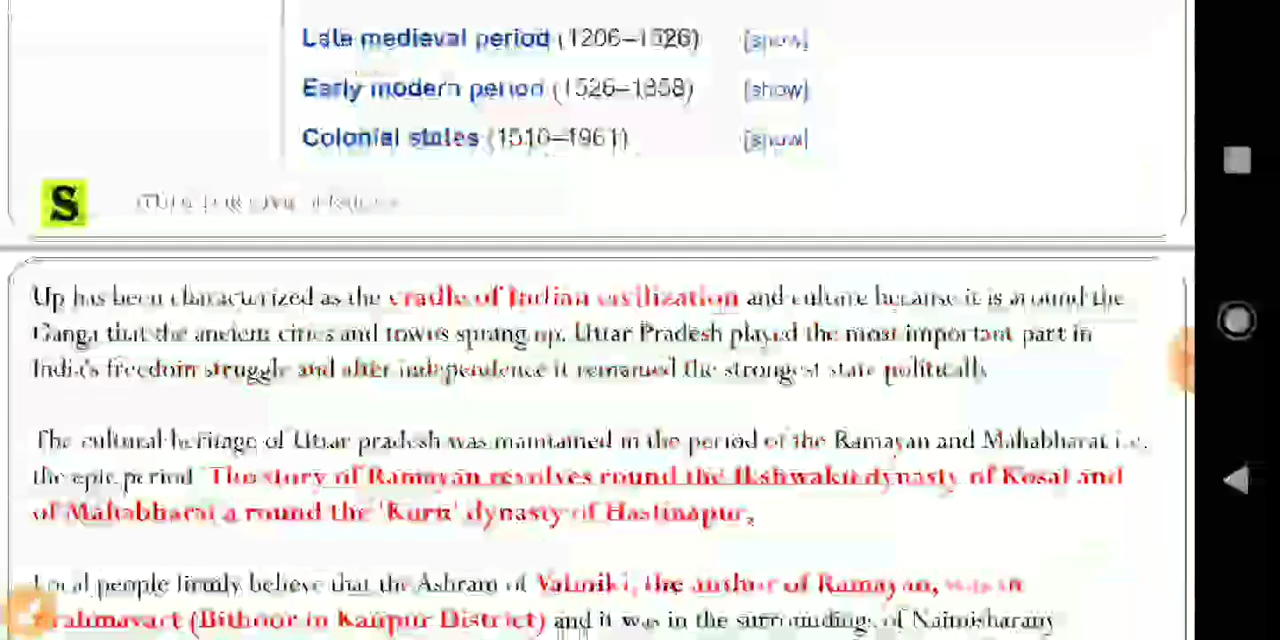 Late medieval period (1206–1526) [show]
Early modern period (1526–1858) [show]
Colonial states (1510–1961) [show]
S
Up has been characterized as the cradle of Indian civilization and culture because it is around the
Ganga that the ancient cities and towns sprang up. Uttar Pradesh played the most important part in
India's freedom struggle and after independence it remained the strongest state politically
The cultural heritage of Uttar pradesh was maintained in the period of the Ramayan and Mahabharat i.e.
the epic period The story of Ramayan revolves round the Ikshwaku dynasty of Kosal and
of Mahabharat a round the 'Kuru' dynasty of Hastinapur.
Local people firmly believe that the Ashram of Valmiki, the author of Ramayan, was in
Brahmavart (Bithoor in Kanpur District) and it was in the surroundings of Naimisharany